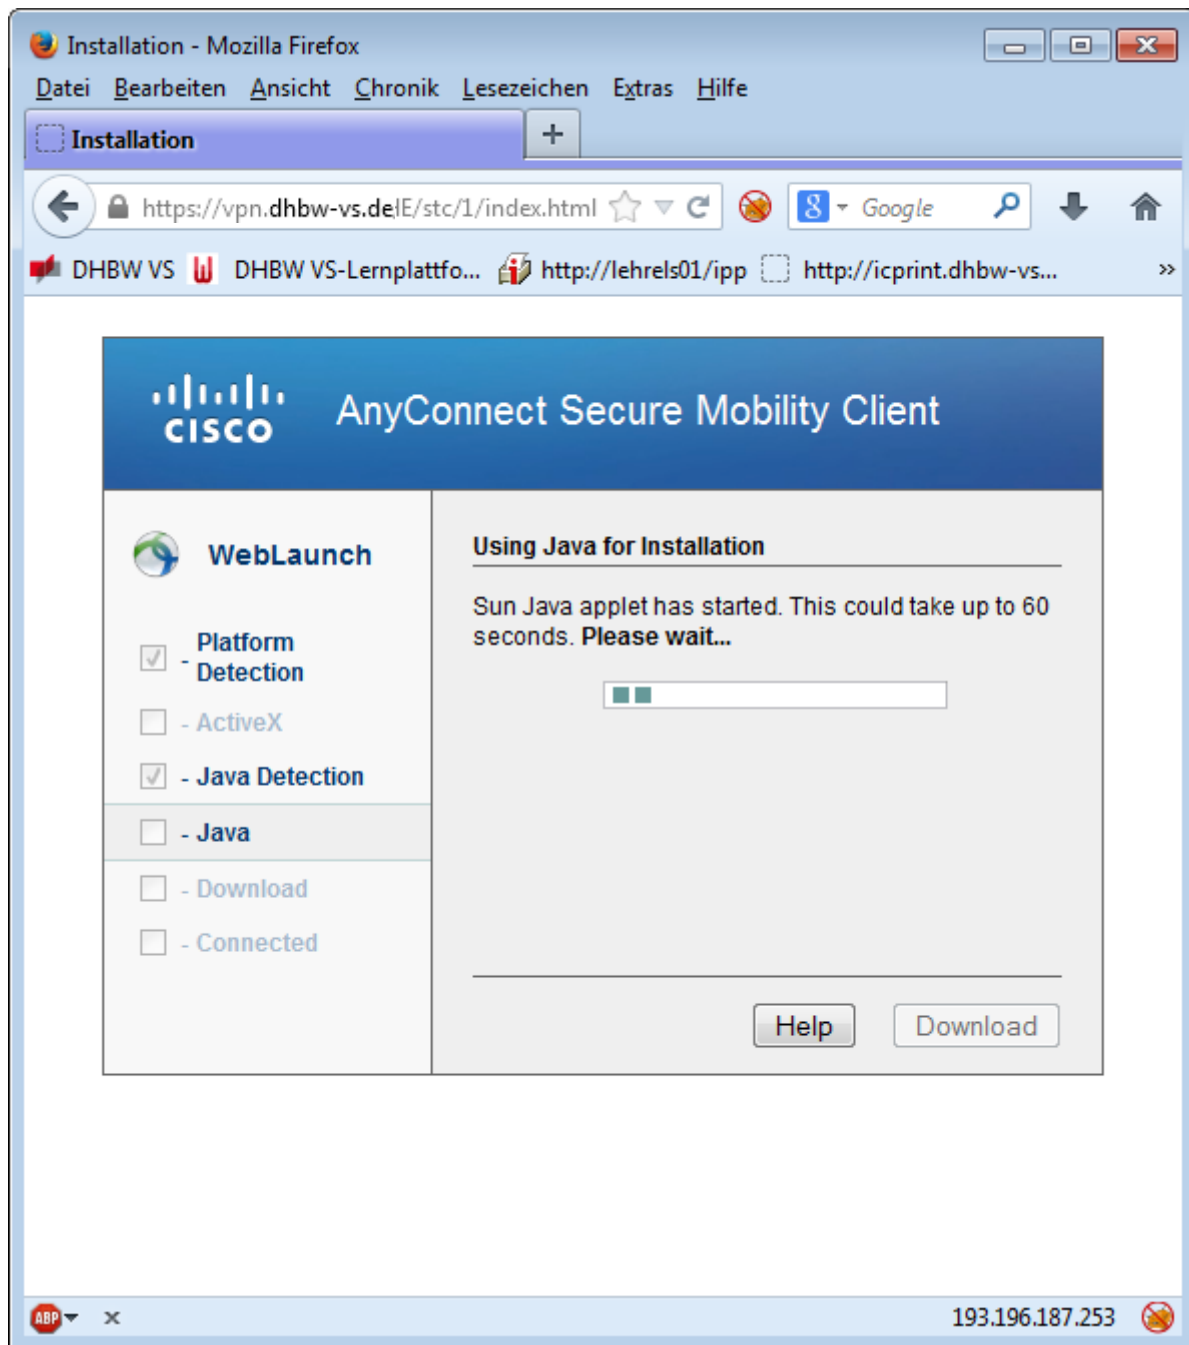 Installation - Mozilla Firefox
Datei Bearbeiten Ansicht Chronik Lesezeichen Extras Hilfe
Installation
https://vpn.dhbw-vs.de/IE/stc/1/index.html Google
DHBW VS DHBW VS-Lernplattfo... http://lehrels01/ipp http://icprint.dhbw-vs... »
CISCO AnyConnect Secure Mobility Client
WebLaunch
- Platform
Detection
- ActiveX
- Java Detection
- Java
- Download
- Connected
Using Java for Installation
Sun Java applet has started. This could take up to 60
seconds. Please wait...
Help Download
ABP 193.196.187.253